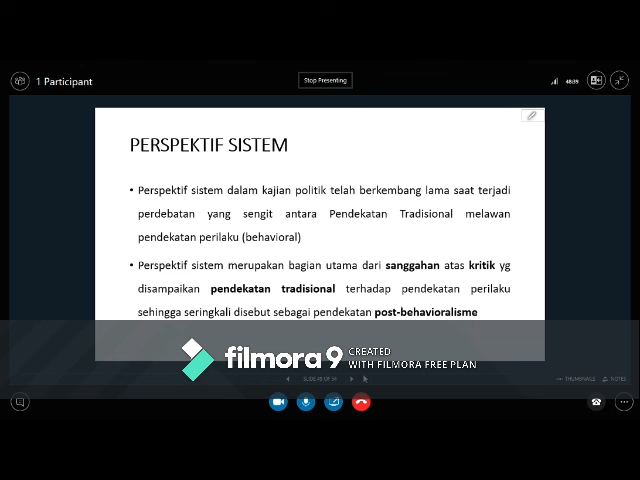 1 Participant
Stop Presenting
48:39
PERSPEKTIF SISTEM
• Perspektif sistem dalam kajian politik telah berkembang lama saat terjadi
perdebatan yang sengit antara Pendekatan Tradisional melawan
pendekatan perilaku (behavioral)
• Perspektif sistem merupakan bagian utama dari sanggahan atas kritik yg
disampaikan pendekatan tradisional terhadap pendekatan perilaku
sehingga seringkali disebut sebagai pendekatan post-behavioralisme
filmora 9 CREATED
WITH FILMORA FREE PLAN
THUMBNAILS
NOTES